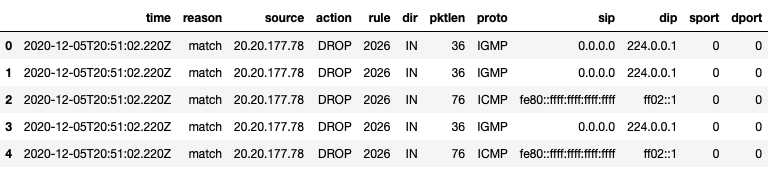 time reason source action rule dir pktlen proto sip dip sport dport
0 2020-12-05T20:51:02.220Z match 20.20.177.78 DROP 2026 IN 36 IGMP 0.0.0.0 224.0.0.1 0 0
1 2020-12-05T20:51:02.220Z match 20.20.177.78 DROP 2026 IN 36 IGMP 0.0.0.0 224.0.0.1 0 0
2 2020-12-05T20:51:02.220Z match 20.20.177.78 DROP 2026 IN 76 ICMP fe80::ffff:ffff:ffff:ffff ff02::1 0 0
3 2020-12-05T20:51:02.220Z match 20.20.177.78 DROP 2026 IN 36 IGMP 0.0.0.0 224.0.0.1 0 0
4 2020-12-05T20:51:02.220Z match 20.20.177.78 DROP 2026 IN 76 ICMP fe80::ffff:ffff:ffff:ffff ff02::1 0 0